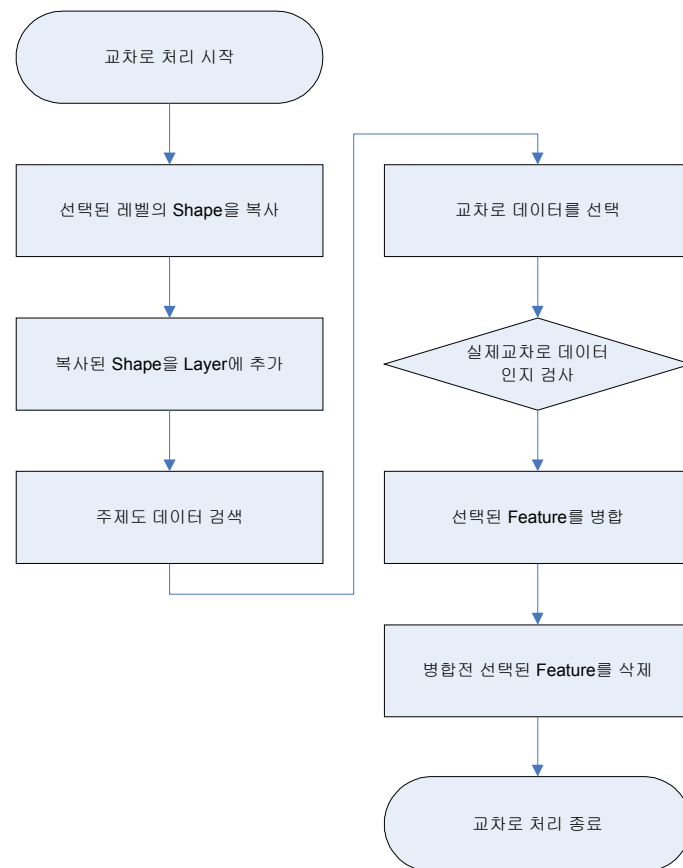 교차로 처리 시작
선택된 레벨의 Shape을 복사
복사된 Shape을 Layer에 추가
주제도 데이터 검색
교차로 데이터를 선택
실제교차로 데이터
인지 검사
선택된 Feature를 병합
병합전 선택된 Feature를 삭제
교차로 처리 종료